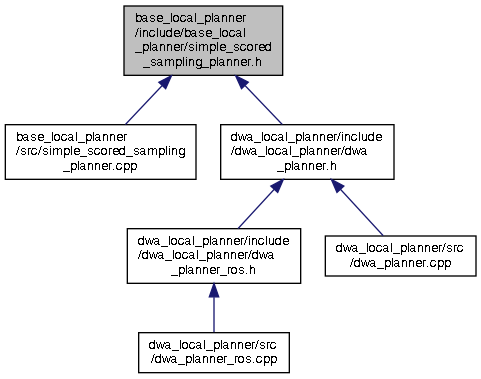 base_local_planner
/include/base_local
_planner/simple_scored
_sampling_planner.h
base_local_planner
/src/simple_scored_sampling
_planner.cpp
dwa_local_planner/include
/dwa_local_planner/dwa
_planner.h
dwa_local_planner/include
/dwa_local_planner/dwa
_planner_ros.h
dwa_local_planner/src
/dwa_planner.cpp
dwa_local_planner/src
/dwa_planner_ros.cpp